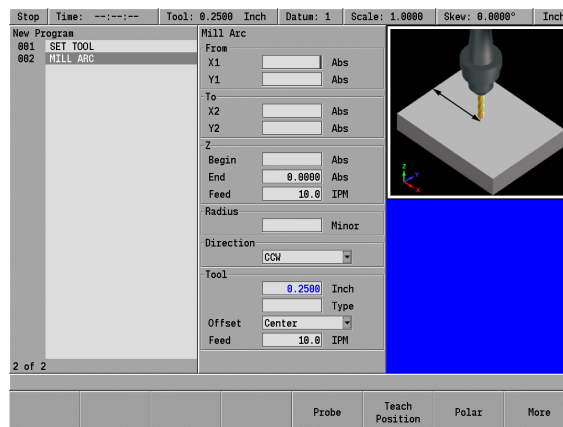 Stop Time: --:--:-- Tool: 0.2500 Inch Datum: 1 Scale: 1.0000 Skew: 0.0000° Inch
New Program
001 SET TOOL
002 MILL ARC
2 of 2
Mill Arc
From
X1 Abs
Y1 Abs
To
X2 Abs
Y2 Abs
Z
Begin Abs
End 0.0000 Abs
Feed 10.0 IPM
Radius
Minor
Direction
CCW
Tool
0.2500 Inch
Type
Offset Center
Feed 10.0 IPM
Z
Y
X
Probe
Teach
Position
Polar
More